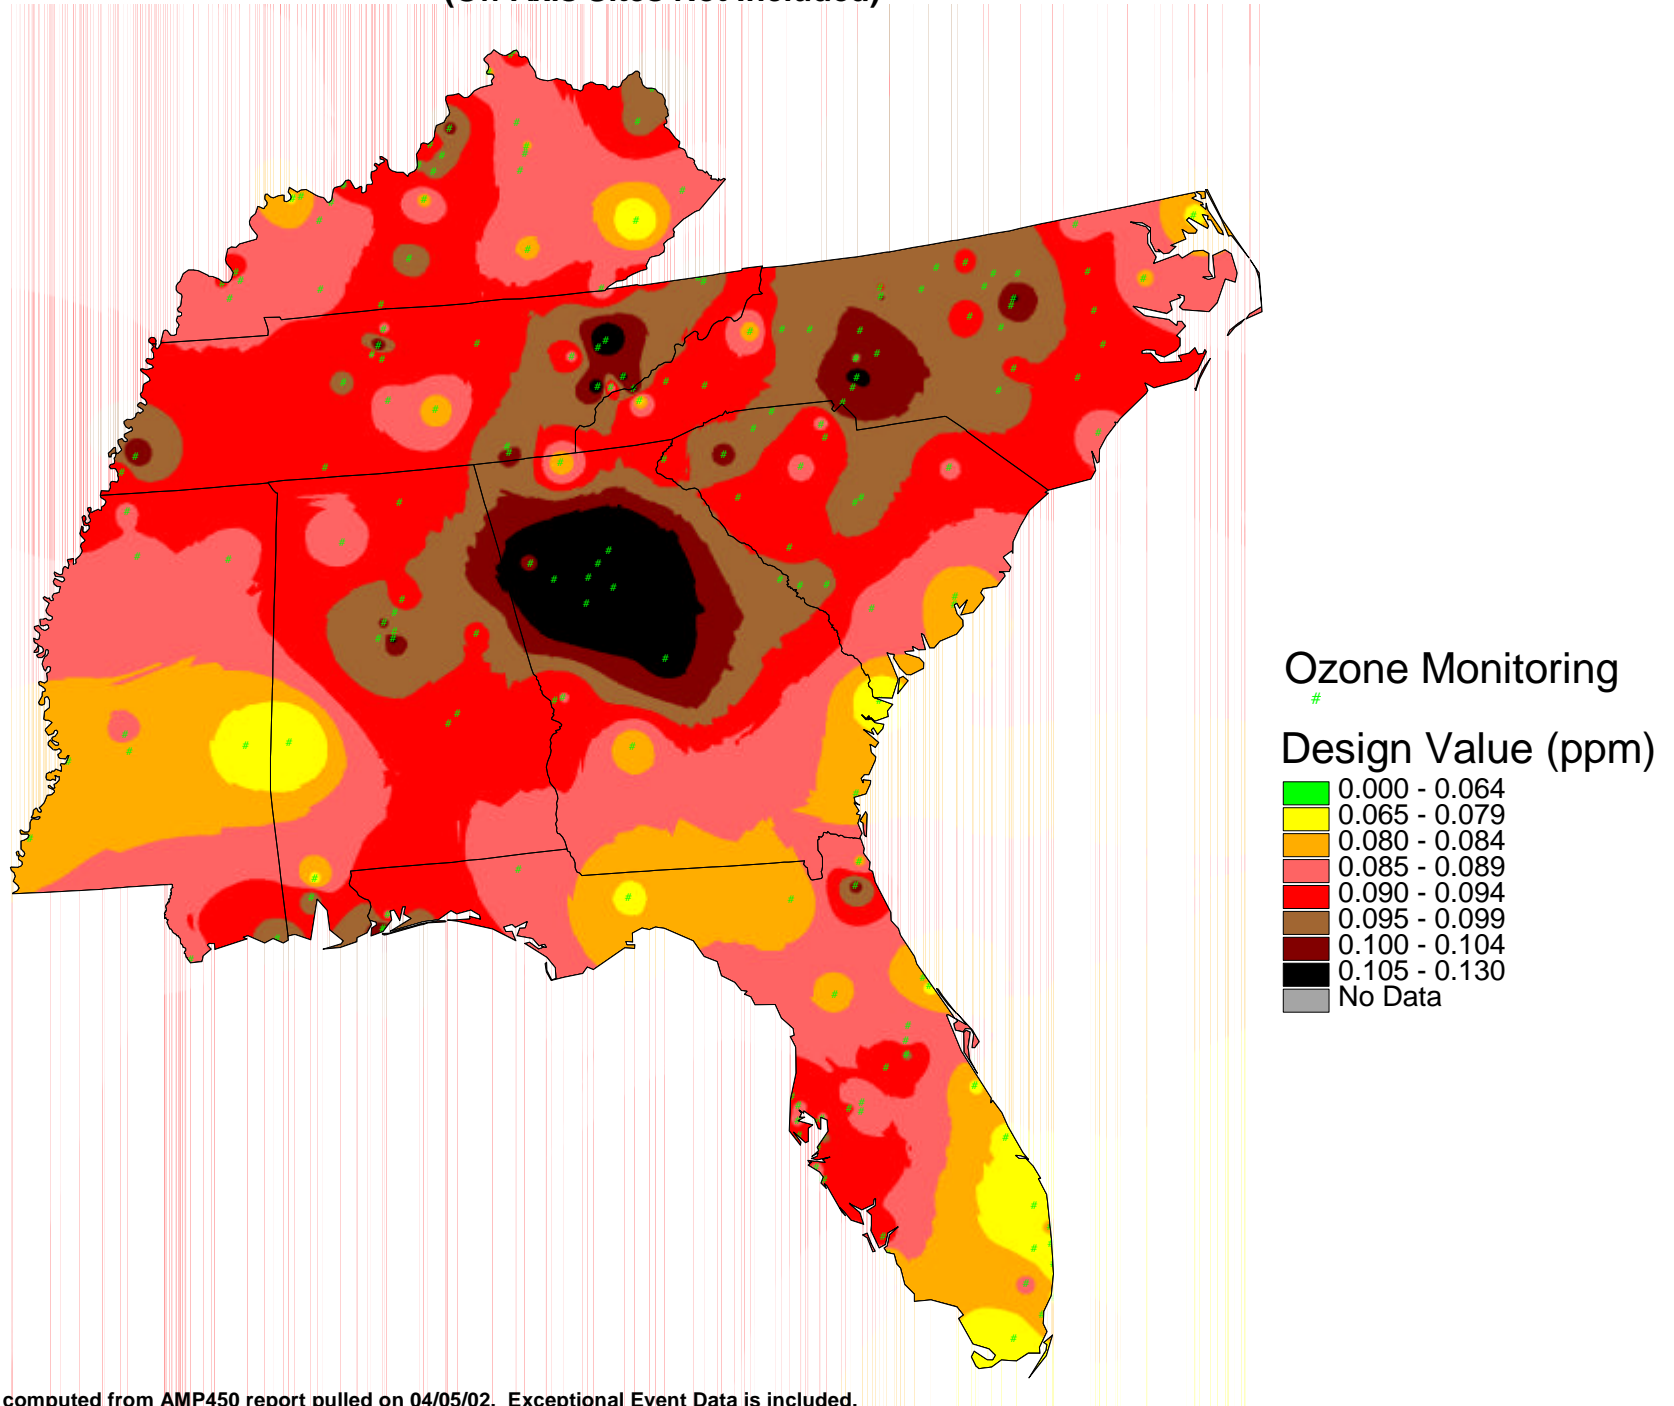 Ozone Monitoring
#
Design Value (ppm)
0.000 - 0.064
0.065 - 0.079
0.080 - 0.084
0.085 - 0.089
0.090 - 0.094
0.095 - 0.099
0.100 - 0.104
0.105 - 0.130
No Data
computed from AMP450 report pulled on 04/05/02. Exceptional Event Data is included.